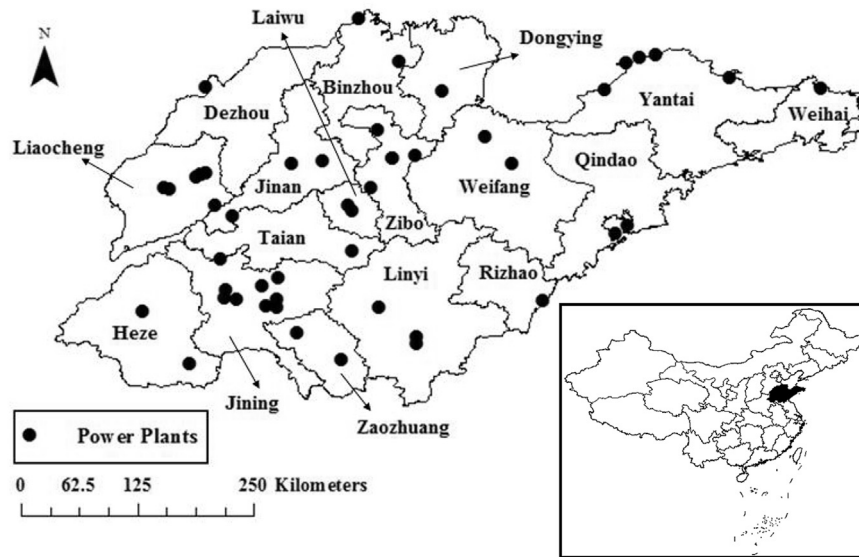 N
Laiwu
Dongying
Binzhou
Dezhou
Yantai
Weihai
Liaocheng
Qindao
Jinan
Weifang
Zibo
Taian
Linyi
Rizhao
Heze
Jining
Zaozhuang
Power Plants
0 62.5 125 250 Kilometers